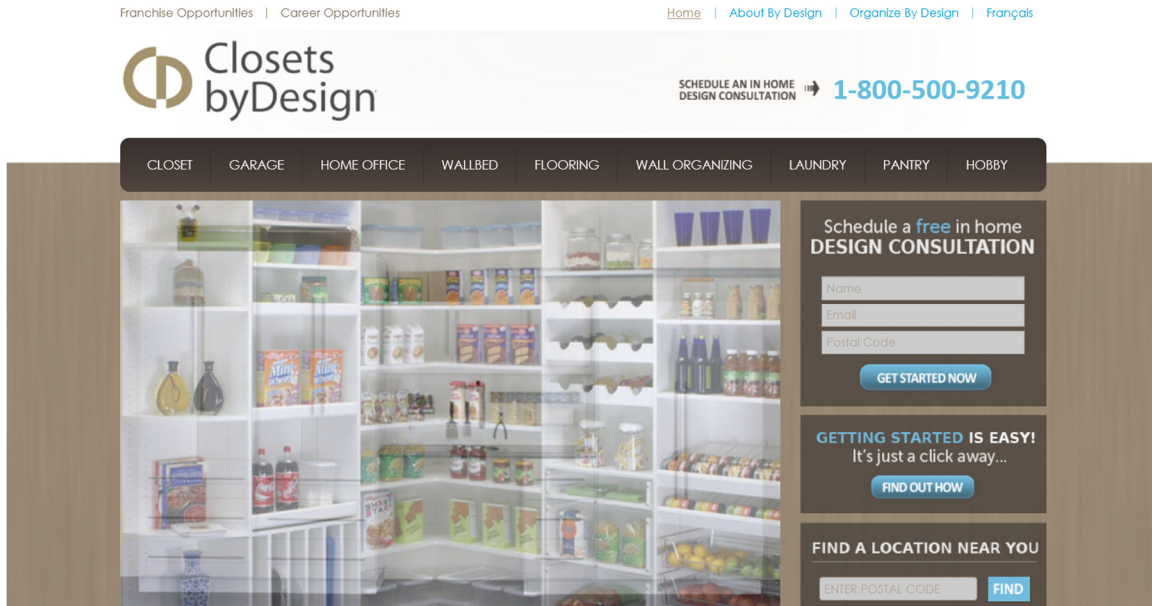 Franchise Opportunities | Career Opportunities
Home | About By Design | Organize By Design | Français
Closets
byDesign
SCHEDULE AN IN HOME
DESIGN CONSULTATION
1-800-500-9210
CLOSET GARAGE HOME OFFICE WALLBED FLOORING WALL ORGANIZING LAUNDRY PANTRY HOBBY
Schedule a free in home
DESIGN CONSULTATION
Name
Email
Postal Code
GET STARTED NOW
GETTING STARTED IS EASY!
It's just a click away...
FIND OUT HOW
FIND A LOCATION NEAR YOU
ENTER POSTAL CODE FIND